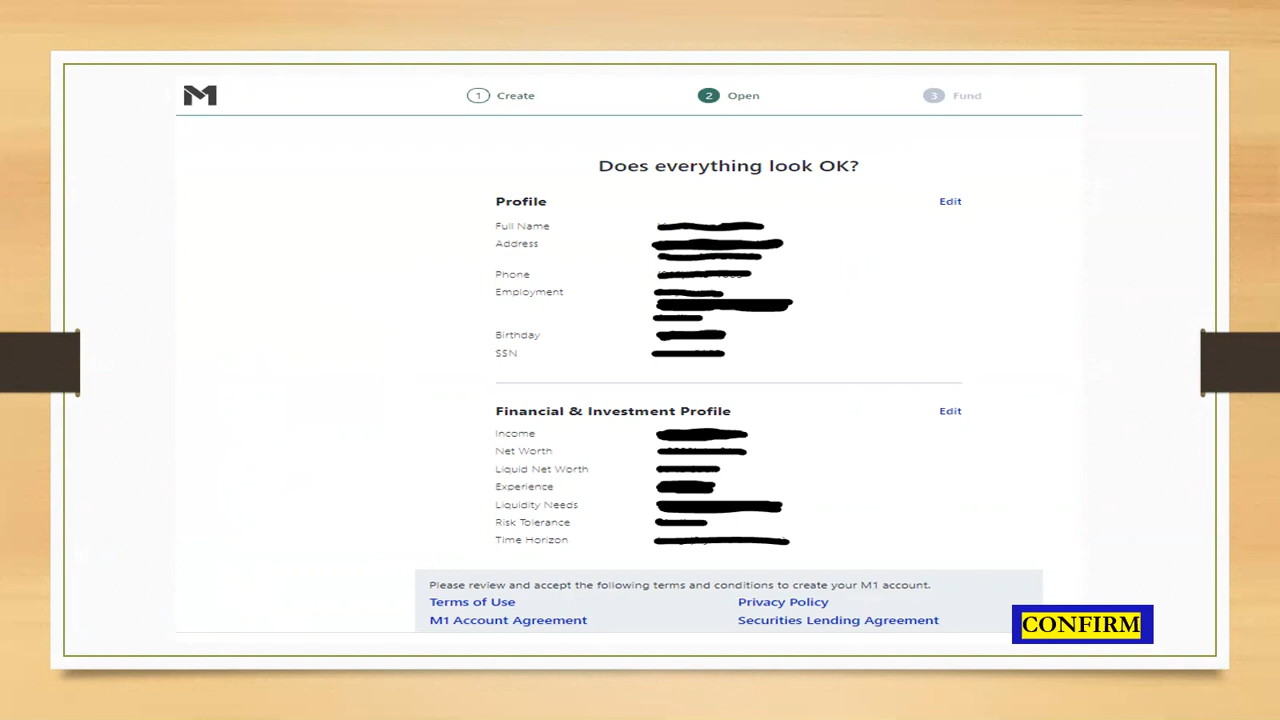 M
1 Create
2 Open
3 Fund
Does everything look OK?
Profile
Edit
Full Name
Address
Phone
Employment
Birthday
SSN
Financial & Investment Profile
Edit
Income
Net Worth
Liquid Net Worth
Experience
Liquidity Needs
Risk Tolerance
Time Horizon
Please review and accept the following terms and conditions to create your M1 account.
Terms of Use
Privacy Policy
M1 Account Agreement
Securities Lending Agreement
CONFIRM